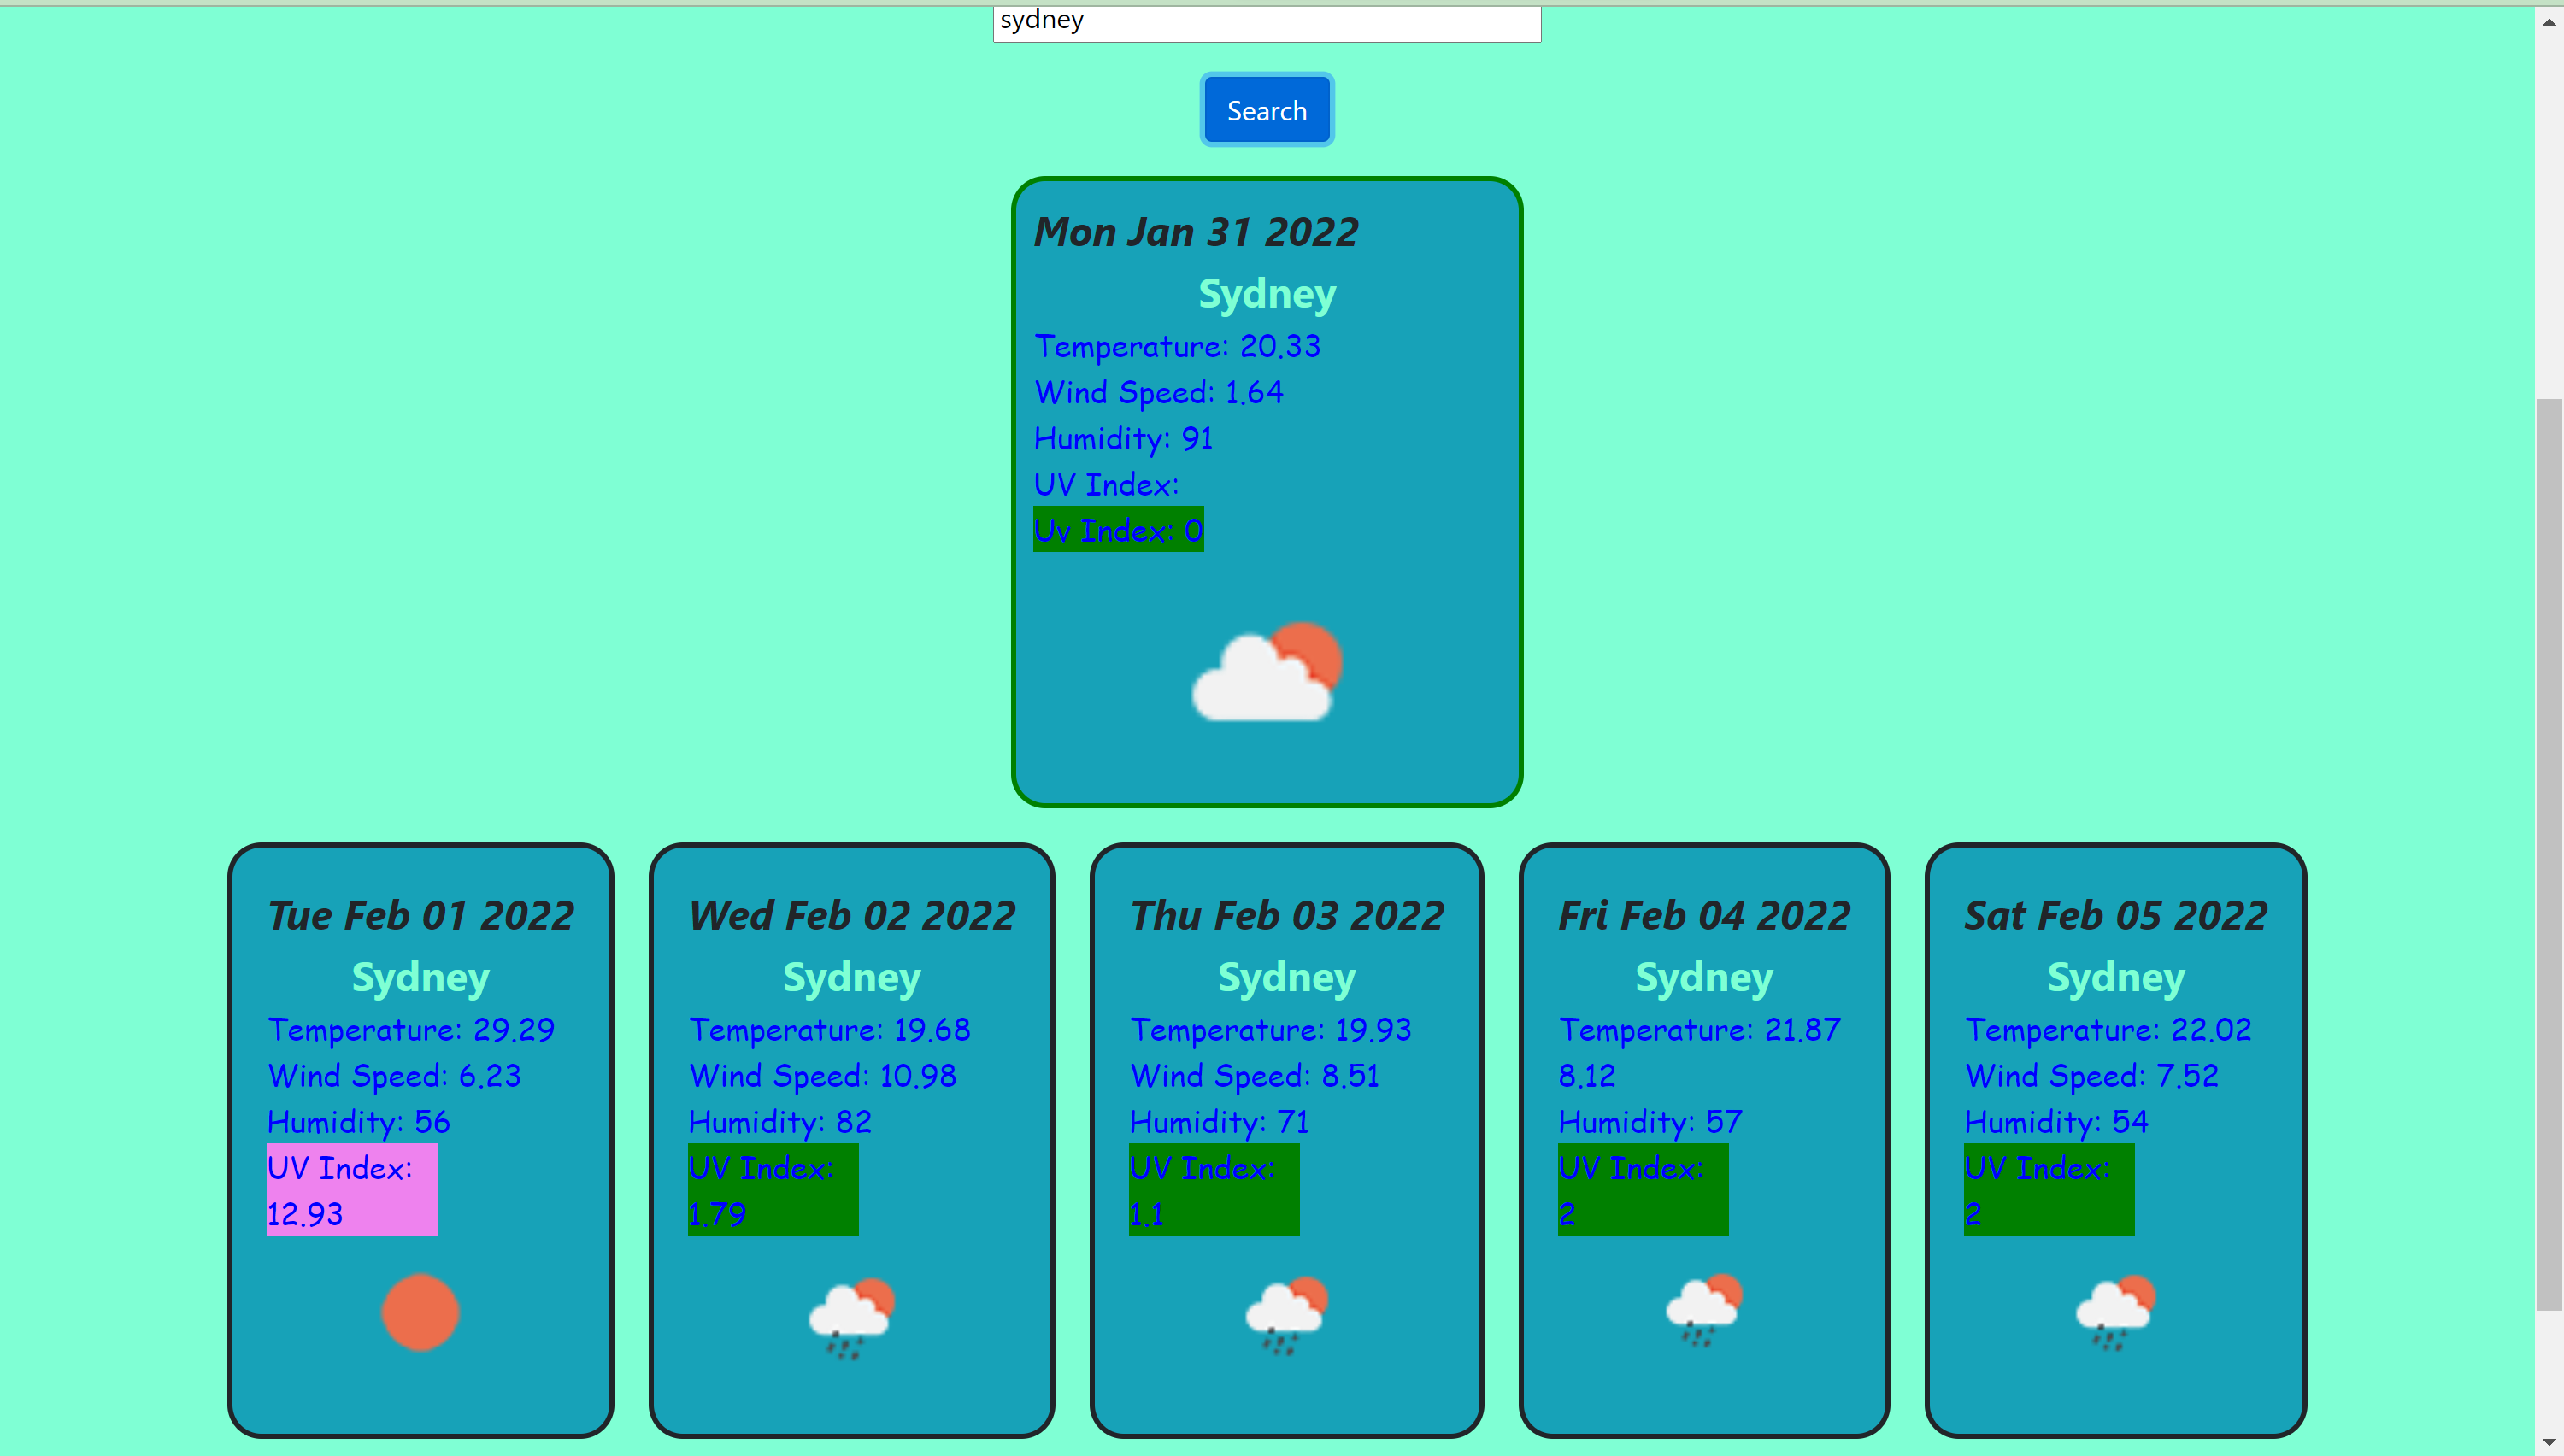 sydney
Search
Mon Jan 31 2022
Sydney
Temperature: 20.33
Wind Speed: 1.64
Humidity: 91
UV Index:
Uv Index: 0
Tue Feb 01 2022
Sydney
Temperature: 29.29
Wind Speed: 6.23
Humidity: 56
UV Index:
12.93
Wed Feb 02 2022
Sydney
Temperature: 19.68
Wind Speed: 10.98
Humidity: 82
UV Index:
1.79
Thu Feb 03 2022
Sydney
Temperature: 19.93
Wind Speed: 8.51
Humidity: 71
UV Index:
1.1
Fri Feb 04 2022
Sydney
Temperature: 21.87
8.12
Humidity: 57
UV Index:
2
Sat Feb 05 2022
Sydney
Temperature: 22.02
Wind Speed: 7.52
Humidity: 54
UV Index:
2